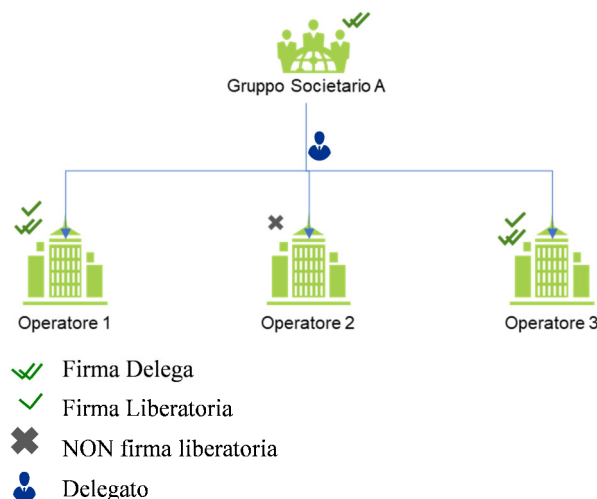 Gruppo Societario A
Operatore 1
Operatore 2
Operatore 3
Firma Delega
Firma Liberatoria
NON firma liberatoria
Delegato